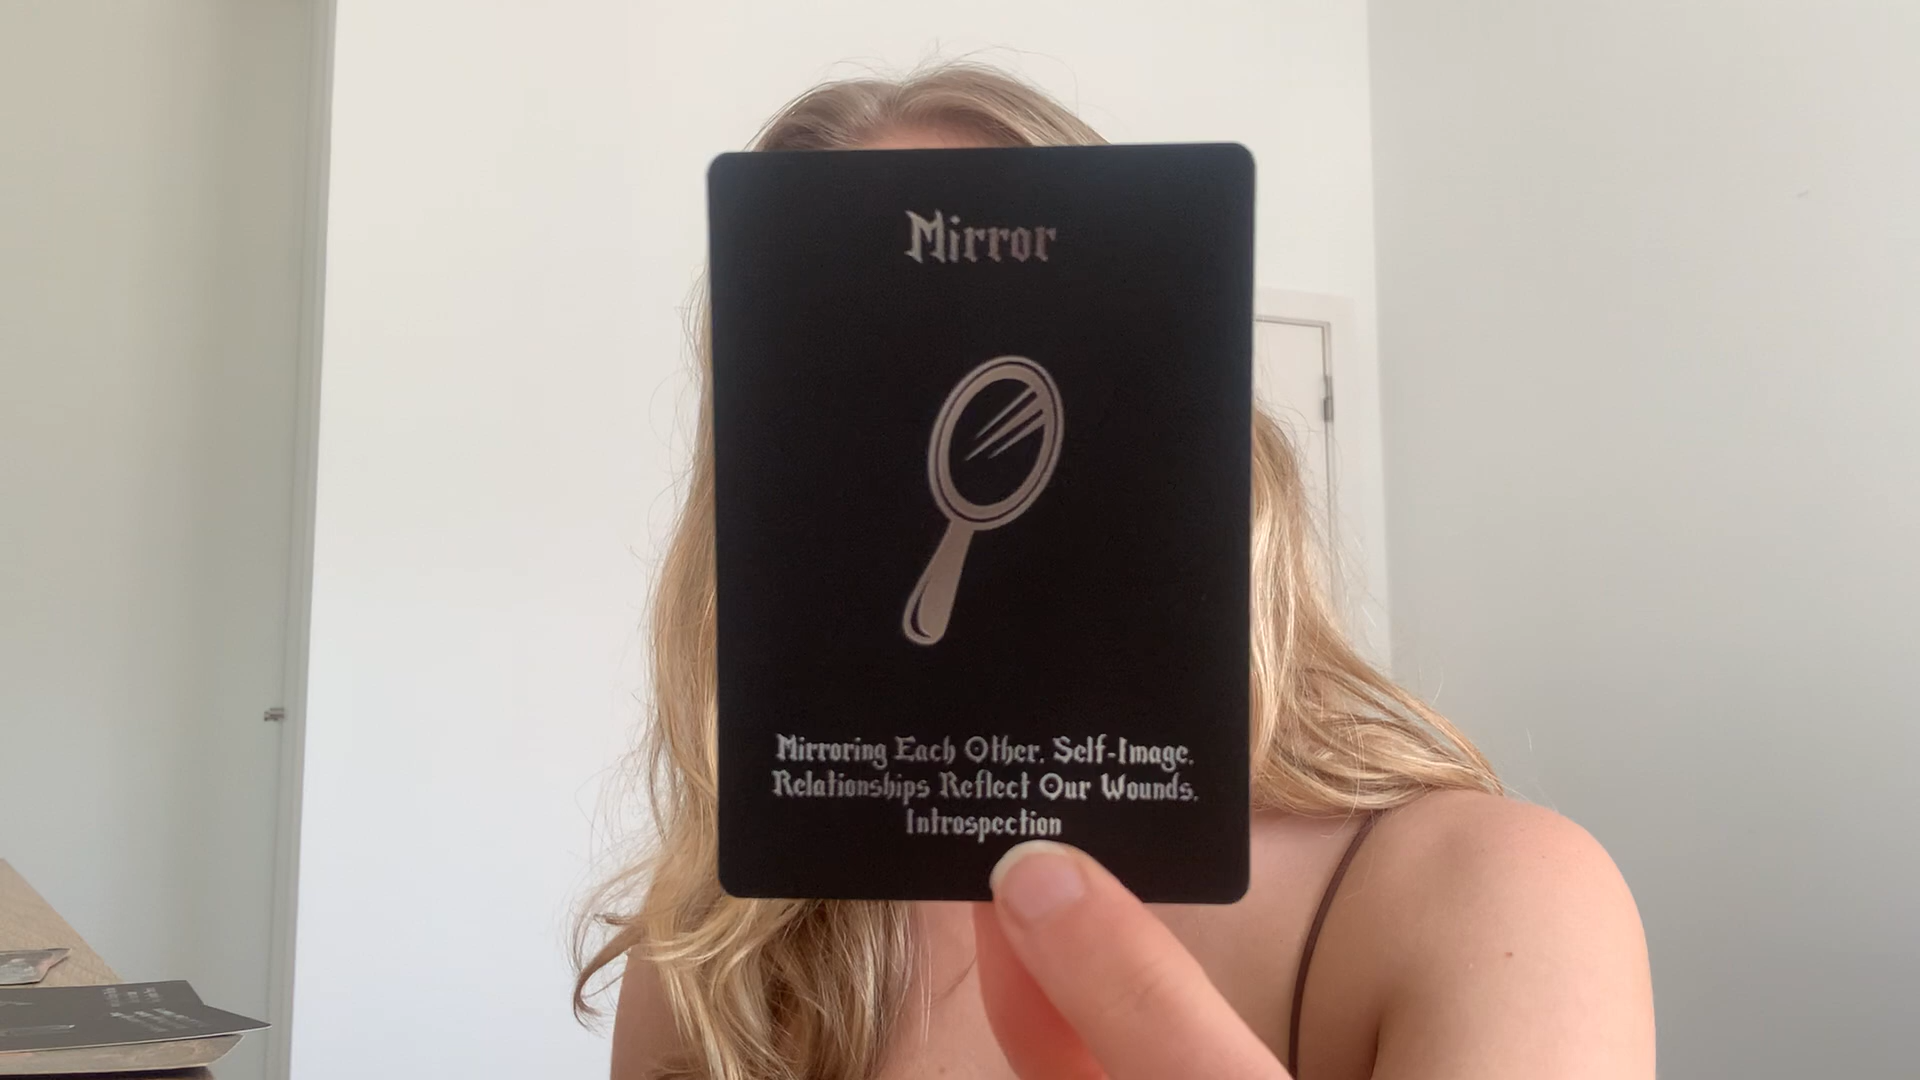 Mirror
Mirroring Each Other. Self-Image.
Relationships Reflect Our Wounds.
Introspection